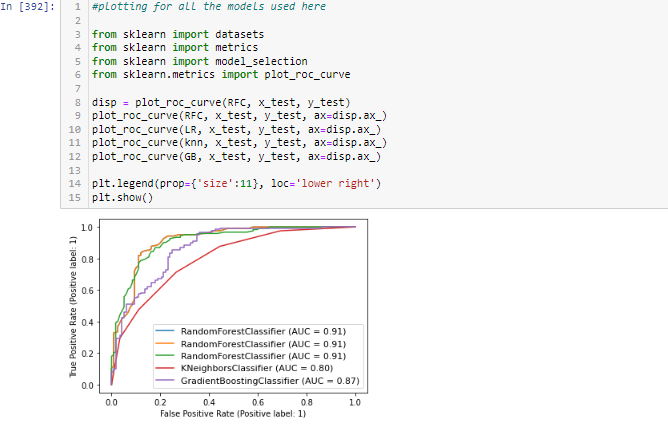 In [392]:
1 #plotting for all the models used here
2
3 from sklearn import datasets
4 from sklearn import metrics
5 from sklearn import model_selection
6 from sklearn.metrics import plot_roc_curve
7
8 disp = plot_roc_curve(RFC, x_test, y_test)
9 plot_roc_curve(RFC, x_test, y_test, ax=disp.ax_)
10 plot_roc_curve(LR, x_test, y_test, ax=disp.ax_)
11 plot_roc_curve(knn, x_test, y_test, ax=disp.ax_)
12 plot_roc_curve(GB, x_test, y_test, ax=disp.ax_)
13
14 plt.legend(prop={'size':11}, loc='lower right')
15 plt.show()
True Positive Rate (Positive label: 1)
1.0
0.8
0.6
0.4
0.2
0.0
RandomForestClassifier (AUC = 0.91)
RandomForestClassifier (AUC = 0.91)
RandomForestClassifier (AUC = 0.91)
KNeighborsClassifier (AUC = 0.80)
GradientBoostingClassifier (AUC = 0.87)
0.0 0.2 0.4 0.6 0.8 1.0
False Positive Rate (Positive label: 1)